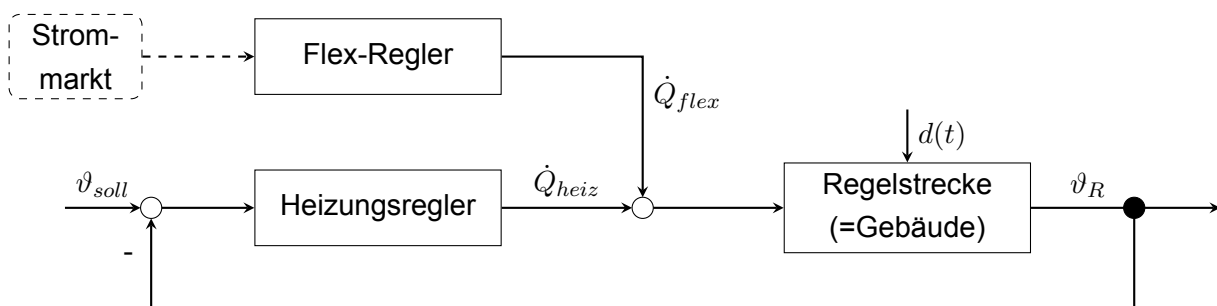 Strom-
markt
Flex-Regler
Q̇_flex
d(t)
ϑ_soll
Heizungsregler
Q̇_heiz
Regelstrecke
(=Gebäude)
ϑ_R
-